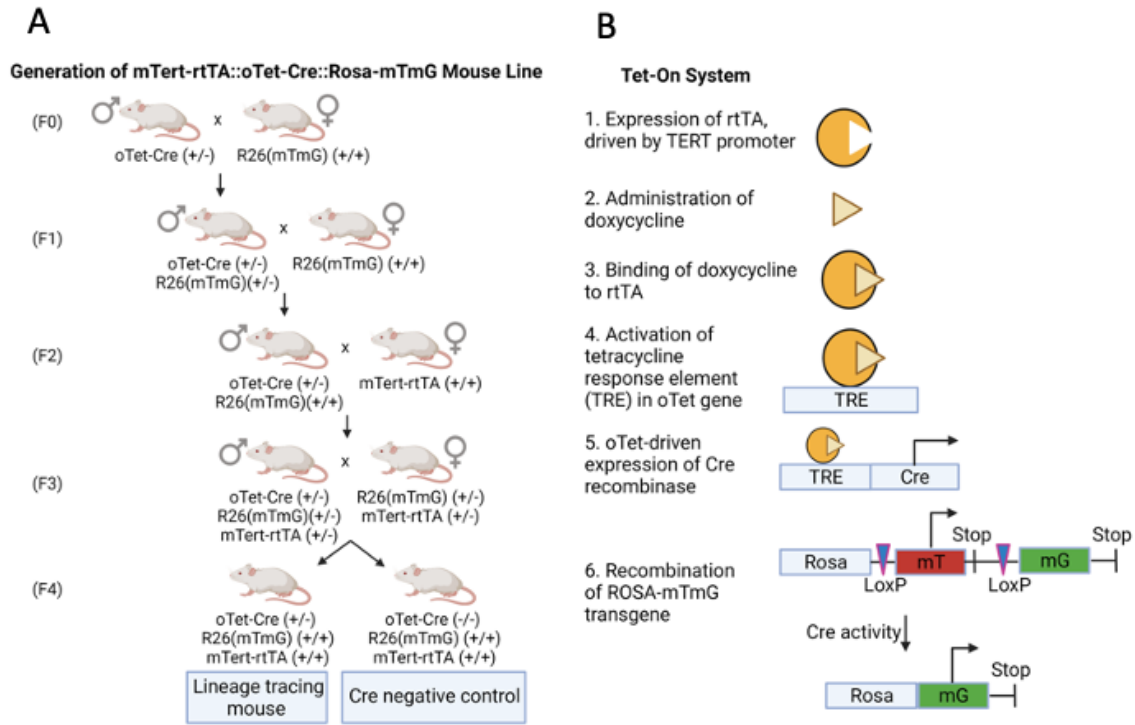 A
Generation of mTert-rtTA::oTet-Cre::Rosa-mTmG Mouse Line
(F0)
x
oTet-Cre (+/-)
R26(mTmG) (+/+)
(F1)
x
oTet-Cre (+/-)
R26(mTmG)(+/-)
R26(mTmG) (+/+)
(F2)
x
oTet-Cre (+/-)
R26(mTmG)(+/+)
mTert-rtTA (+/+)
(F3)
x
oTet-Cre (+/-)
R26(mTmG)(+/-)
mTert-rtTA (+/-)
R26(mTmG) (+/-)
mTert-rtTA (+/-)
(F4)
oTet-Cre (+/-)
R26(mTmG) (+/+)
mTert-rtTA (+/+)
Lineage tracing
mouse
oTet-Cre (-/-)
R26(mTmG) (+/+)
mTert-rtTA (+/+)
Cre negative control
B
Tet-On System
1. Expression of rtTA,
driven by TERT promoter
2. Administration of
doxycycline
3. Binding of doxycycline
to rtTA
4. Activation of
tetracycline
response element
(TRE) in oTet gene
TRE
5. oTet-driven
expression of Cre
recombinase
TRE
Cre
6. Recombination
of ROSA-mTmG
transgene
Rosa
LoxP
mT
Stop
LoxP
mG
Stop
Cre activity
Rosa
mG
Stop